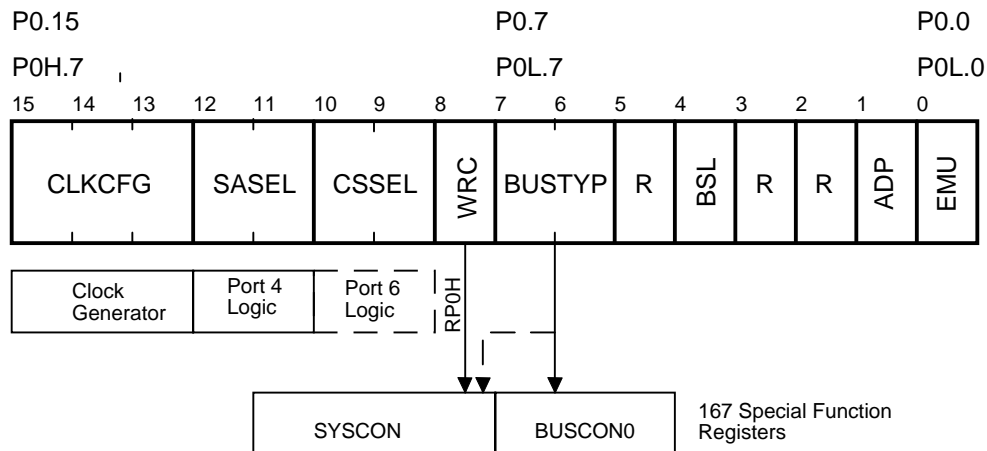 P0.15 P0.7 P0.0
P0H.7 P0L.7 P0L.0
15 14 13 12 11 10 9 8 7 6 5 4 3 2 1 0
CLKCFG SASEL CSSEL WRC BUSTYP R BSL R R ADP EMU
Clock Generator
Port 4 Logic
Port 6 Logic
RP0H
SYSCON BUSCON0
167 Special Function
Registers